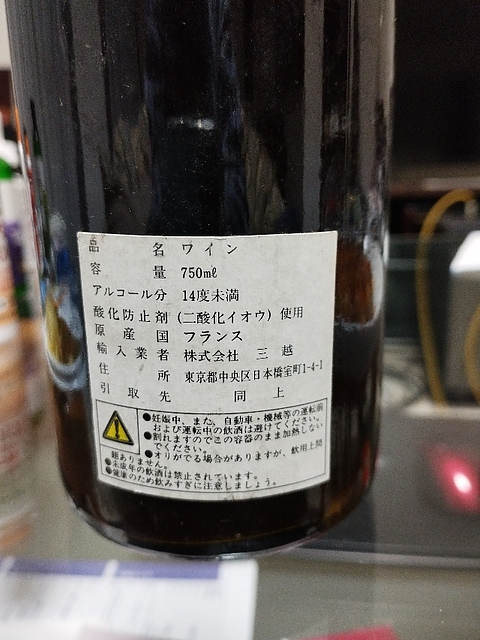 品名 ワイン
容量 750mℓ
アルコール分 14度未満
酸化防止剤 (二酸化イオウ) 使用
原産国 フランス
輸入業者 株式会社 三越
住所 東京都中央区日本橋室町1-4-1
引取先 同上
●妊娠中、また、自動車・機械等の運転前
および運転中の飲酒は避けてください。
●割れますのでこの容器のまま加熱しない
でください。
●オリがでる場合がありますが、飲用上問
題ありません。
●未成年の飲酒は禁止されています。
●健康のため飲みすぎに注意しましょう。